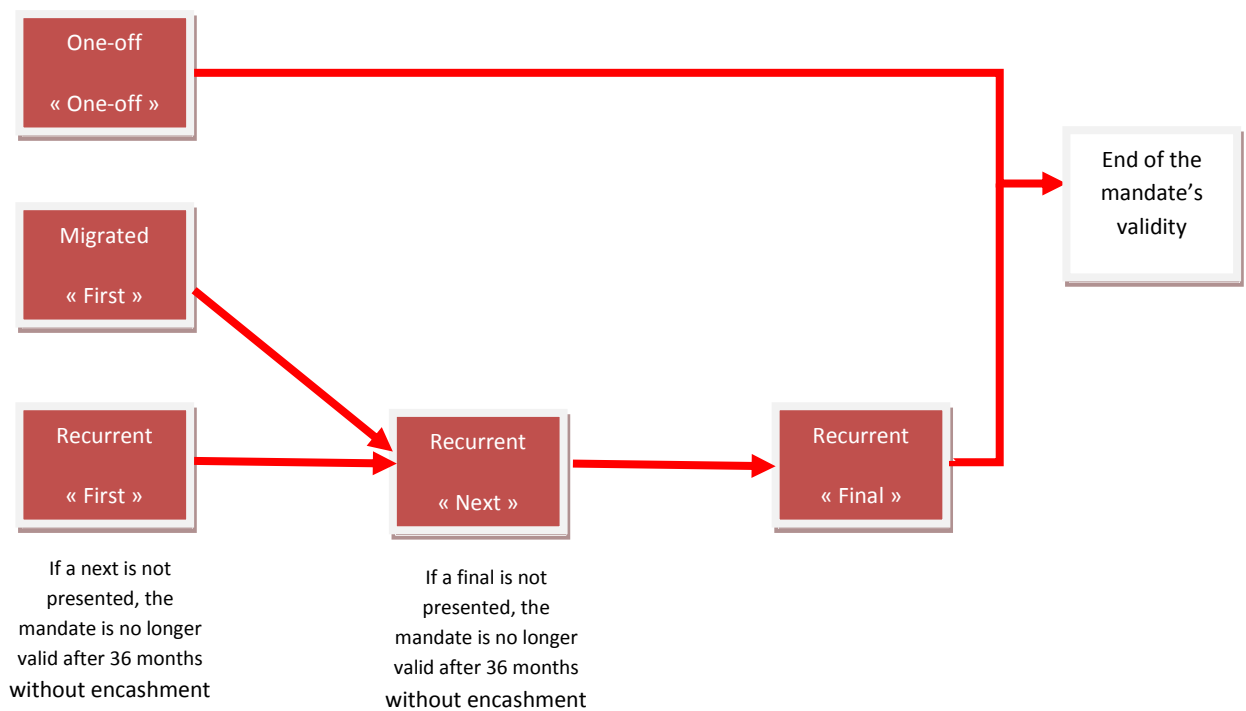 One-off
« One-off »
End of the
mandate’s
validity
Migrated
« First »
Recurrent
« First »
Recurrent
« Next »
Recurrent
« Final »
If a next is not
presented, the
mandate is no longer
valid after 36 months
without encashment
If a final is not
presented, the
mandate is no longer
valid after 36 months
without encashment